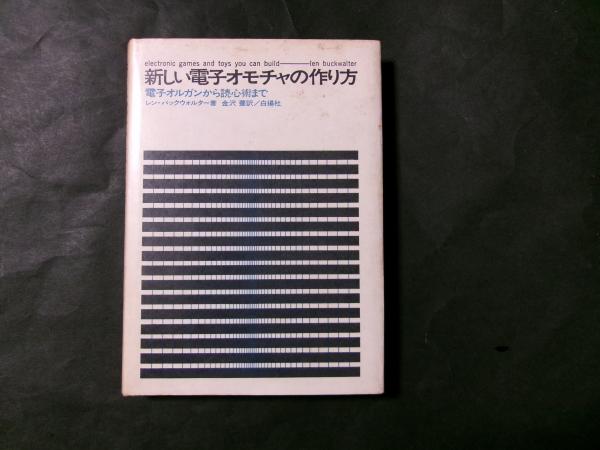 electronic games and toys you can build———len buckwalter
新しい電子オモチャの作り方
電子オルガンから読心術まで
レン・バックウォルター著 金沢 養訳／白揚社